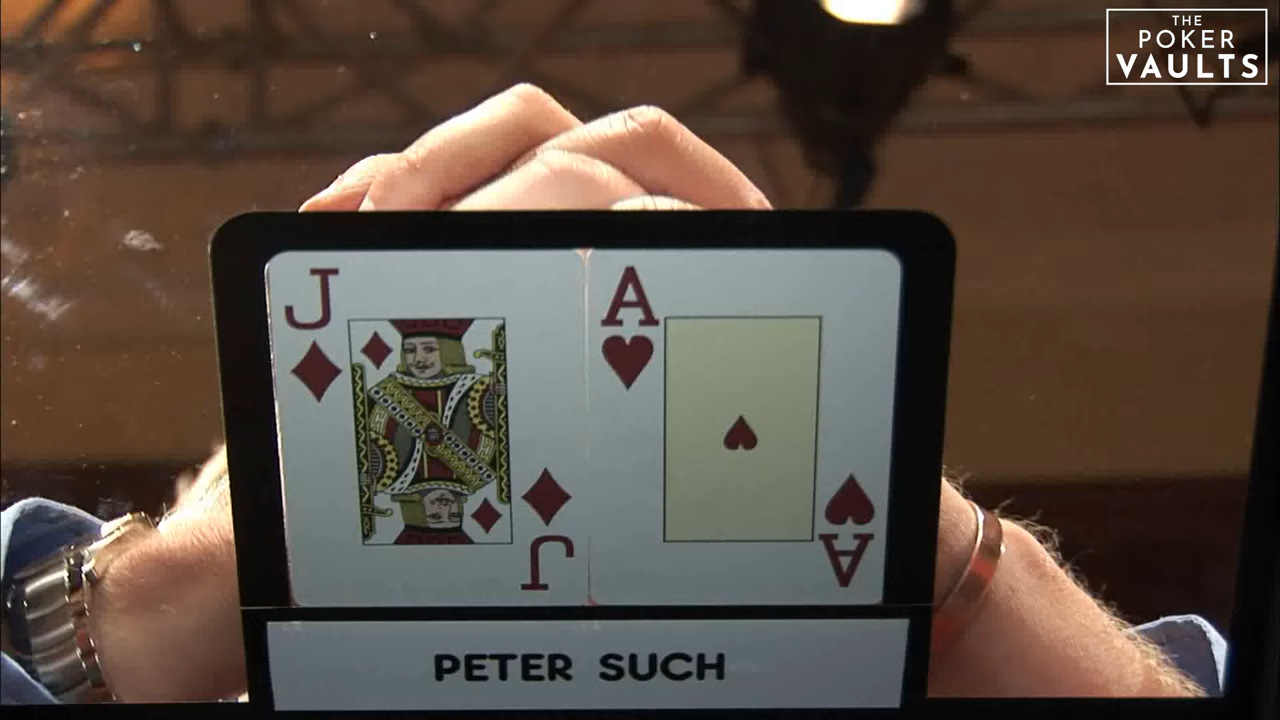 THE
POKER
VAULTS
J A
J A
PETER SUCH